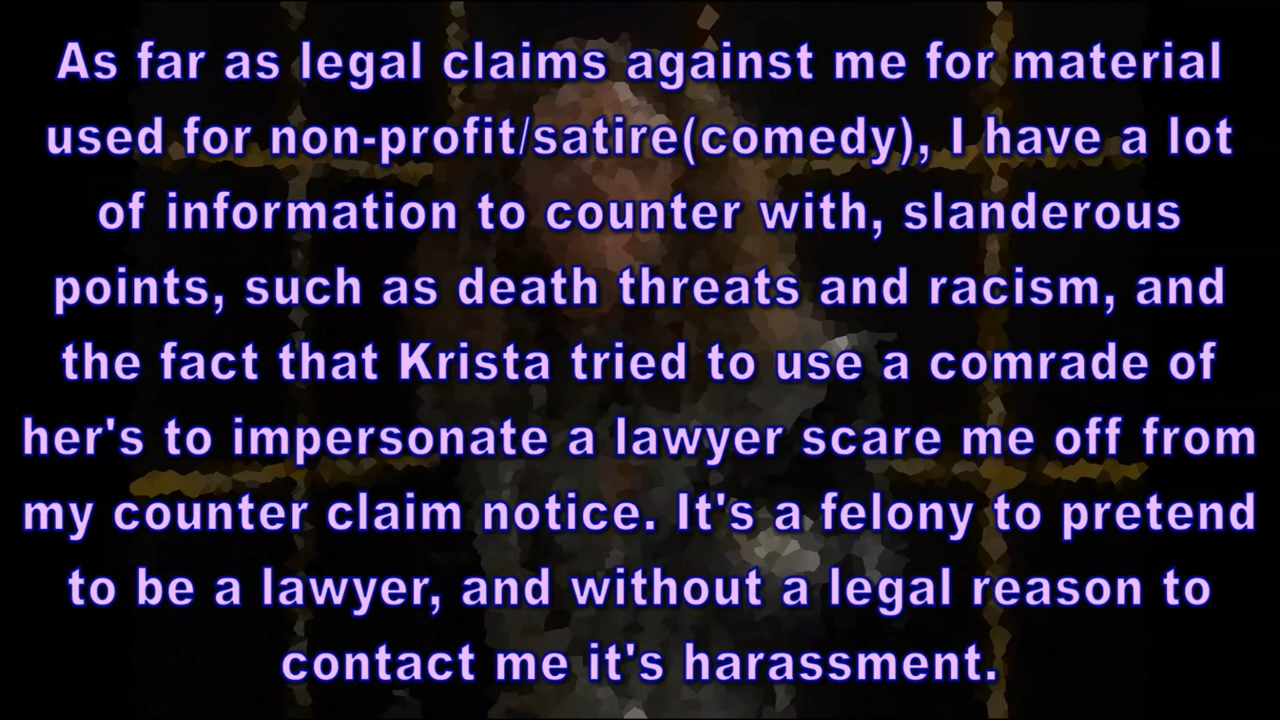 As far as legal claims against me for material
used for non-profit/satire(comedy), I have a lot
of information to counter with, slanderous
points, such as death threats and racism, and
the fact that Krista tried to use a comrade of
her's to impersonate a lawyer scare me off from
my counter claim notice. It's a felony to pretend
to be a lawyer, and without a legal reason to
contact me it's harassment.